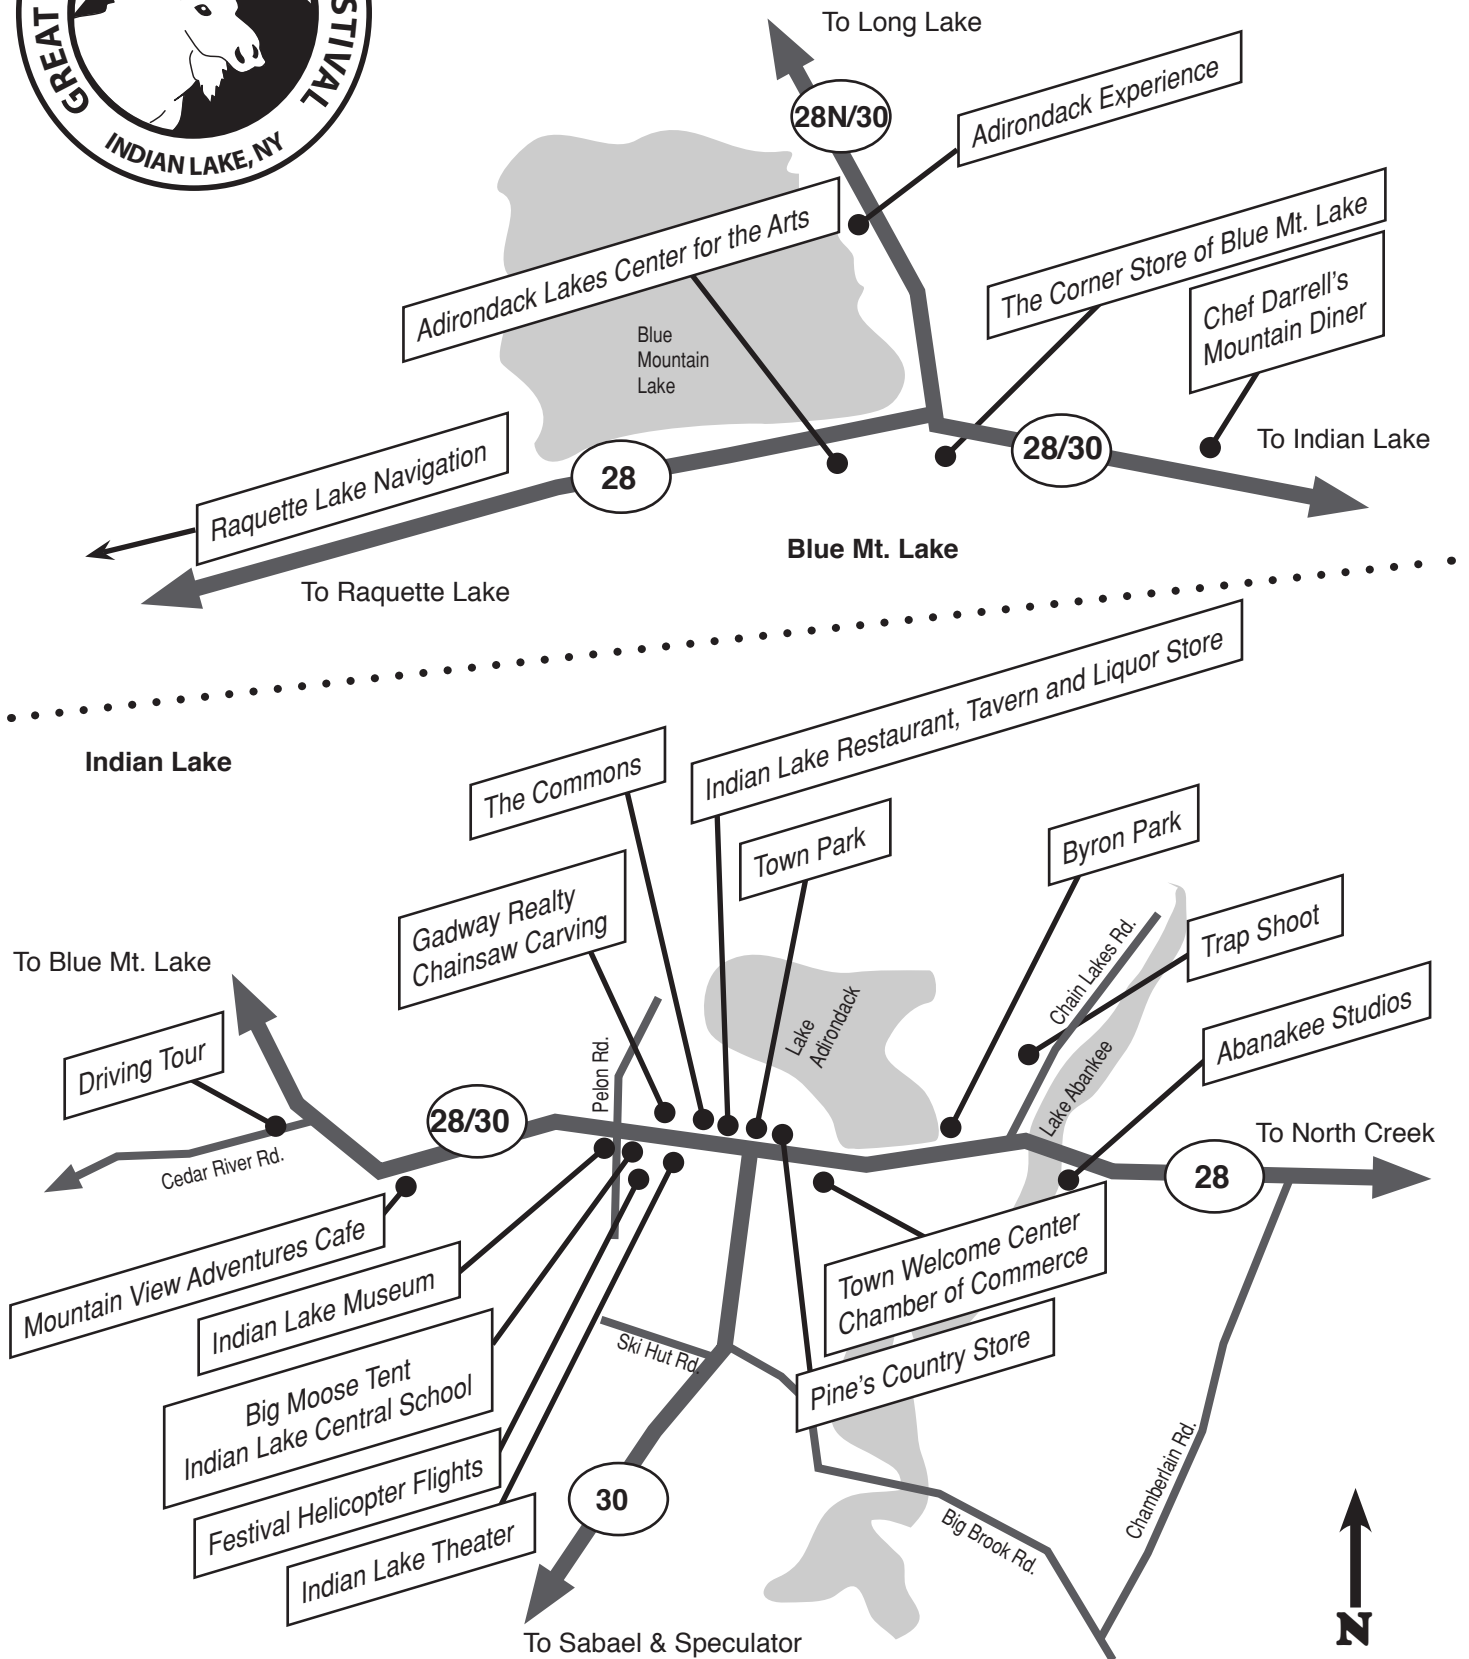 GREAT
STIVAL
INDIAN LAKE, NY
To Long Lake
28N/30
Adirondack Experience
Adirondack Lakes Center for the Arts
The Corner Store of Blue Mt. Lake
Chef Darrell’s
Mountain Diner
Blue
Mountain
Lake
To Indian Lake
28/30
28
Raquette Lake Navigation
Blue Mt. Lake
To Raquette Lake
Indian Lake
Indian Lake Restaurant, Tavern and Liquor Store
The Commons
Town Park
Byron Park
Gadway Realty
Chainsaw Carving
Trap Shoot
Chain Lakes Rd.
To Blue Mt. Lake
Abanakee Studios
Lake
Adirondack
Driving Tour
Pelon Rd.
Lake Abankee
28/30
To North Creek
Cedar River Rd.
28
Mountain View Adventures Cafe
Town Welcome Center
Chamber of Commerce
Indian Lake Museum
Ski Hut Rd.
Pine’s Country Store
Big Moose Tent
Indian Lake Central School
Festival Helicopter Flights
30
Chamberlain Rd.
Big Brook Rd.
Indian Lake Theater
N
To Sabael & Speculator